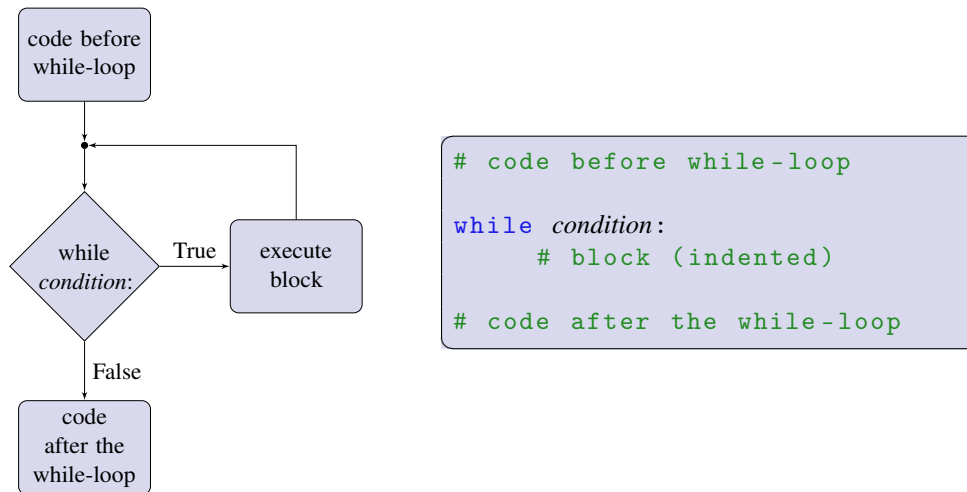 code before
while-loop
while
condition:
True
execute
block
False
code
after the
while-loop
# code before while-loop
while condition:
# block (indented)
# code after the while-loop